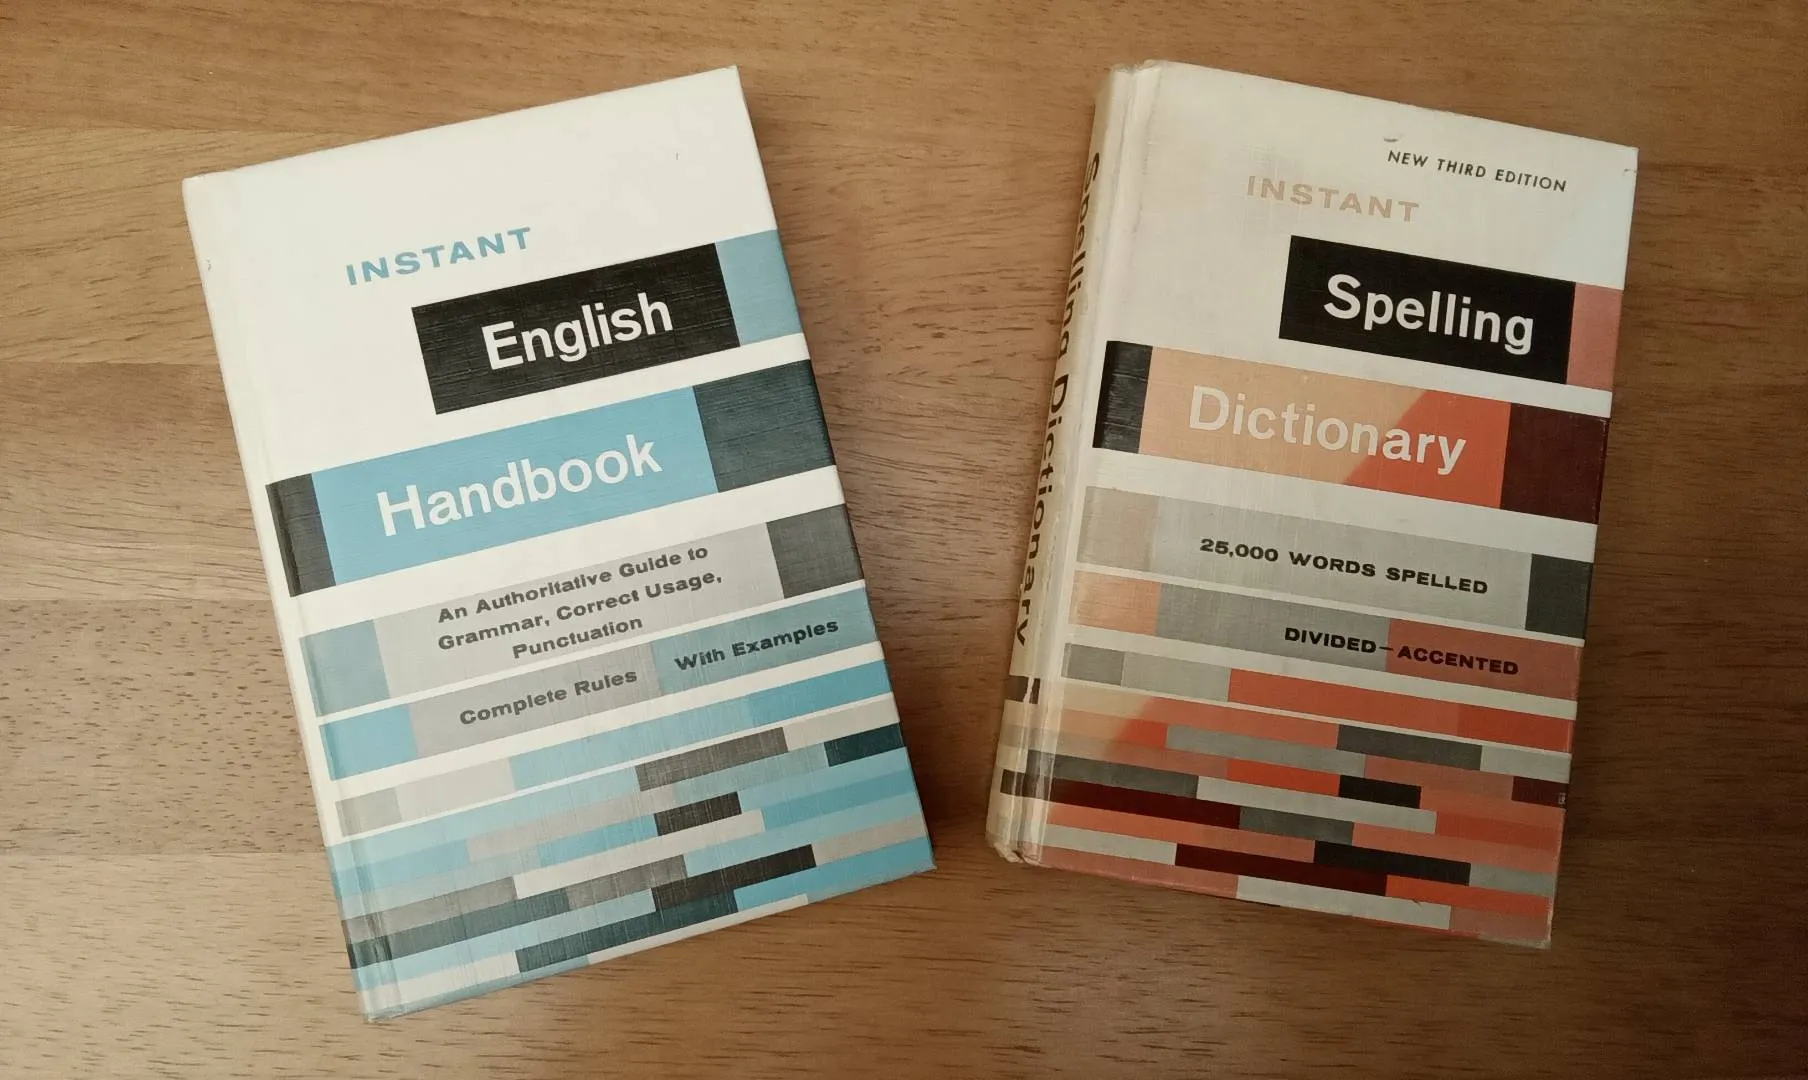 INSTANT
English
Handbook
An Authoritative Guide to
Grammar, Correct Usage,
Punctuation
Complete Rules
With Examples
Spelling Dictionary
NEW THIRD EDITION
INSTANT
Spelling
Dictionary
25,000 WORDS SPELLED
DIVIDED—ACCENTED